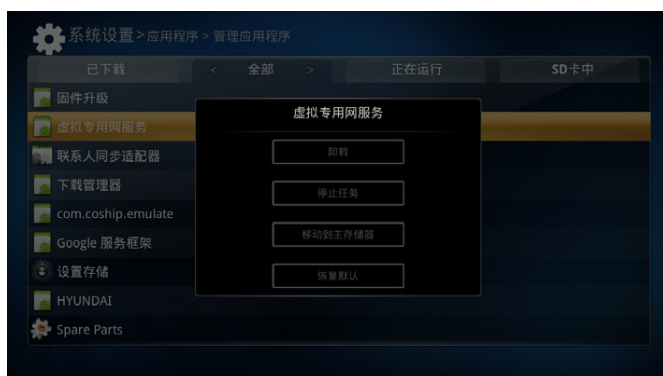 系统设置>应用程序 > 管理应用程序
已下载 < 全部 > 正在运行 SD卡中
固件升级
虚拟专用网服务
联系人同步适配器
下载管理器
com.coship.emulate
Google 服务框架
设置存储
HYUNDAI
Spare Parts
虚拟专用网服务
卸载
停止任务
移动到主存储器
恢复默认